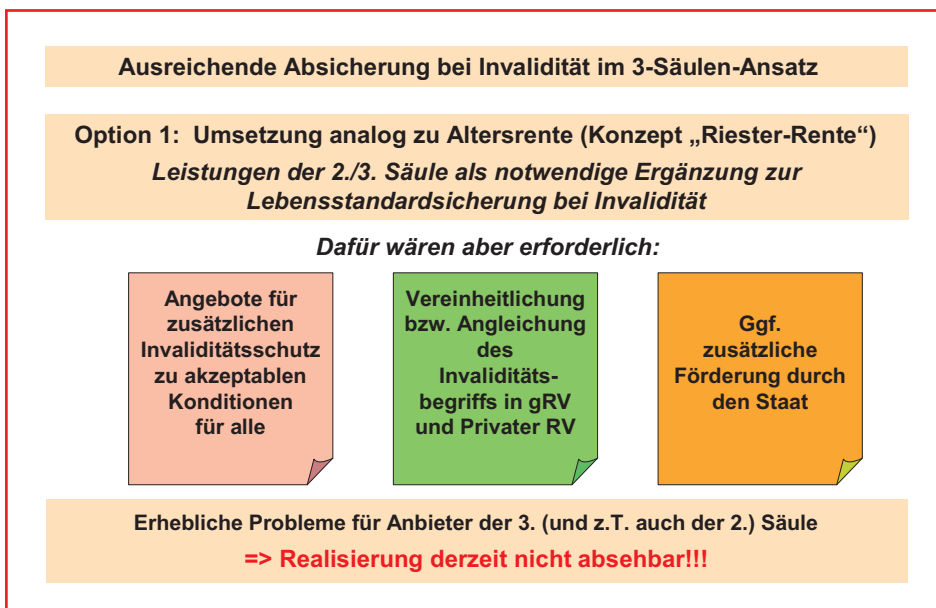 Ausreichende Absicherung bei Invalidität im 3-Säulen-Ansatz
Option 1:  Umsetzung analog zu Altersrente (Konzept „Riester-Rente“)
Leistungen der 2./3. Säule als notwendige Ergänzung zur
Lebensstandardsicherung bei Invalidität
Dafür wären aber erforderlich:
Angebote für
zusätzlichen
Invaliditätsschutz
zu akzeptablen
Konditionen
für alle
Vereinheitlichung
bzw. Angleichung
des
Invaliditäts-
begriffs in gRV
und Privater RV
Ggf.
zusätzliche
Förderung durch
den Staat
Erhebliche Probleme für Anbieter der 3. (und z.T. auch der 2.) Säule
=> Realisierung derzeit nicht absehbar!!!